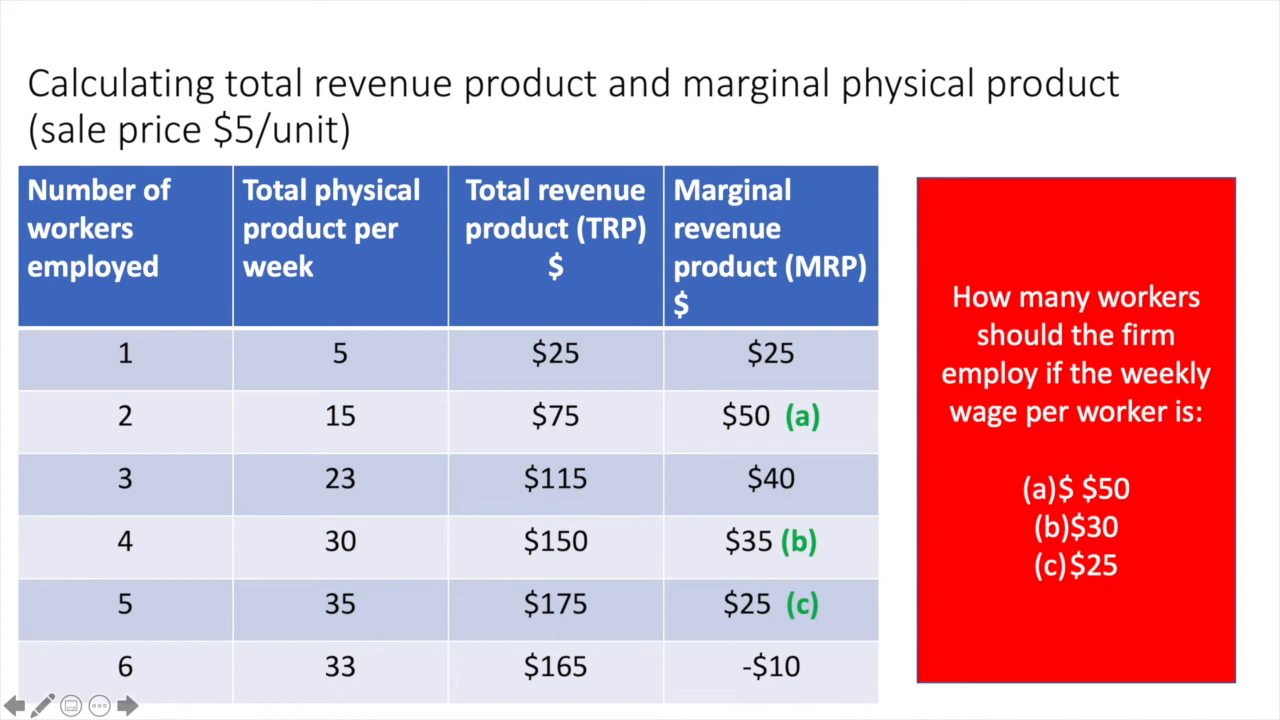 Calculating total revenue product and marginal physical product
(sale price $5/unit)
Number of
workers
employed
Total physical
product per
week
Total revenue
product (TRP)
$
Marginal
revenue
product (MRP)
$
1 5 $25 $25
2 15 $75 $50 (a)
3 23 $115 $40
4 30 $150 $35 (b)
5 35 $175 $25 (c)
6 33 $165 -$10
How many workers
should the firm
employ if the weekly
wage per worker is:
(a)$ $50
(b)$30
(c)$25